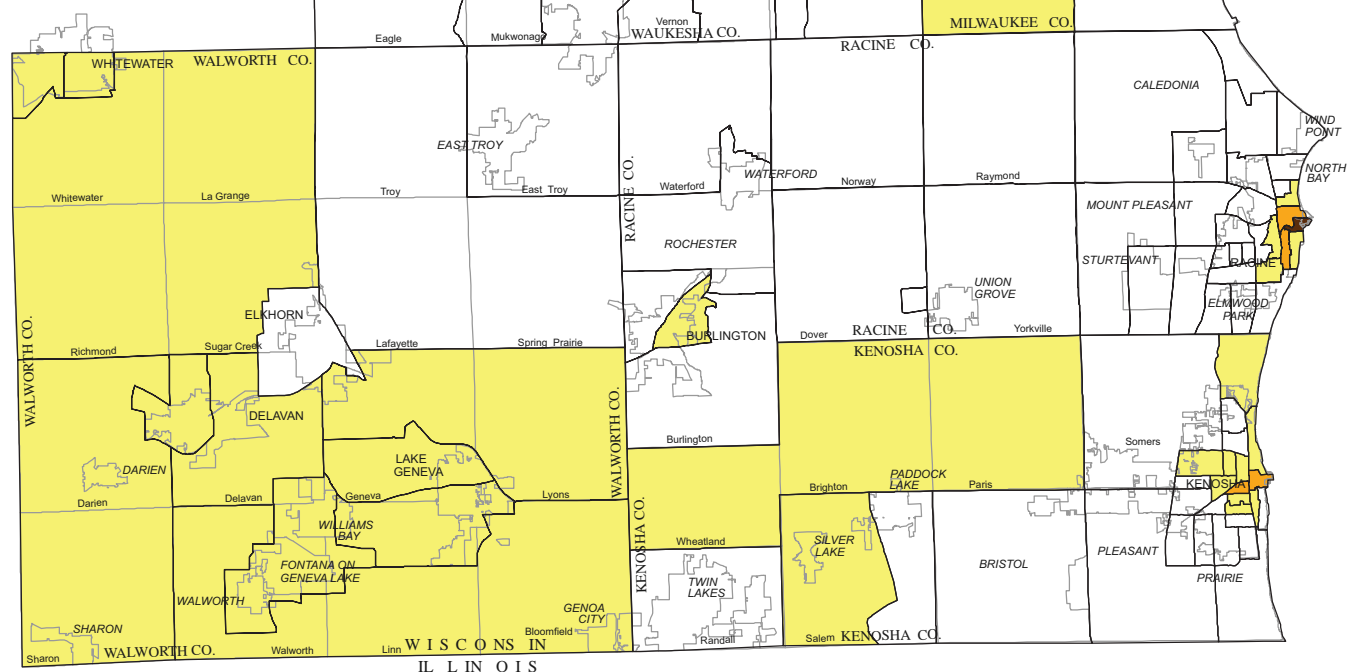 MILWAUKEE CO.
Vernon
WAUKESHA CO.
Eagle
Mukwonago
RACINE CO.
WHITEWATER
WALWORTH CO.
CALEDONIA
WIND
POINT
EAST TROY
WATERFORD
NORTH
BAY
Whitewater
La Grange
Troy
East Troy
Waterford
Norway
Raymond
RACINE CO.
MOUNT PLEASANT
ROCHESTER
STURTEVANT
RACINE
UNION
GROVE
ELMWOOD
PARK
ELKHORN
BURLINGTON
Dover
RACINE CO.
Yorkville
WALWORTH CO.
Richmond
Sugar Creek
Lafayette
Spring Prairie
KENOSHA CO.
DELAVAN
WALWORTH CO.
Burlington
Somers
LAKE
GENEVA
DARIEN
PADDOCK
LAKE
KENOSHA
Darien
Delavan
Geneva
Lyons
Brighton
Paris
WILLIAMS
BAY
KENOSHA CO.
Wheatland
SILVER
LAKE
PLEASANT
PRAIRIE
BRISTOL
FONTANA ON
GENEVA LAKE
TWIN
LAKES
WALWORTH
GENOA
CITY
SHARON
Bloomfield
Randall
Salem
KENOSHA CO.
Sharon
WALWORTH CO.
Walworth
Linn
WISCONSIN
ILLINOIS